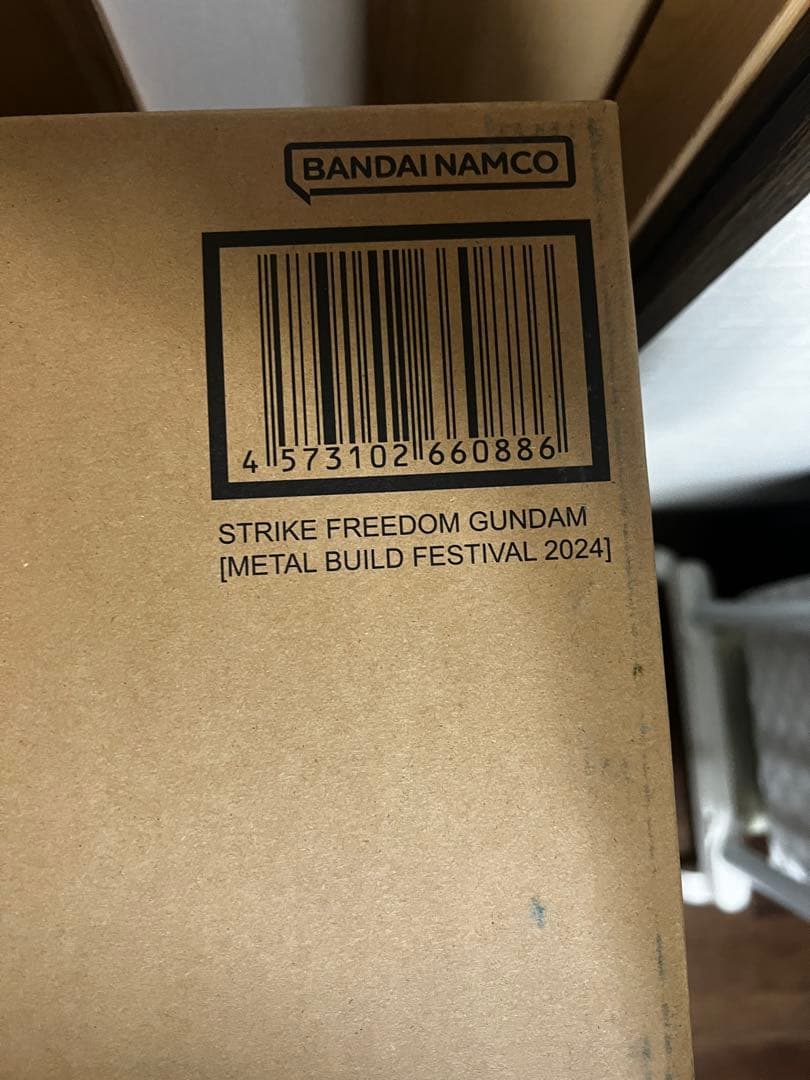 BANDAI NAMCO
4 573102 660886
STRIKE FREEDOM GUNDAM
[METAL BUILD FESTIVAL 2024]